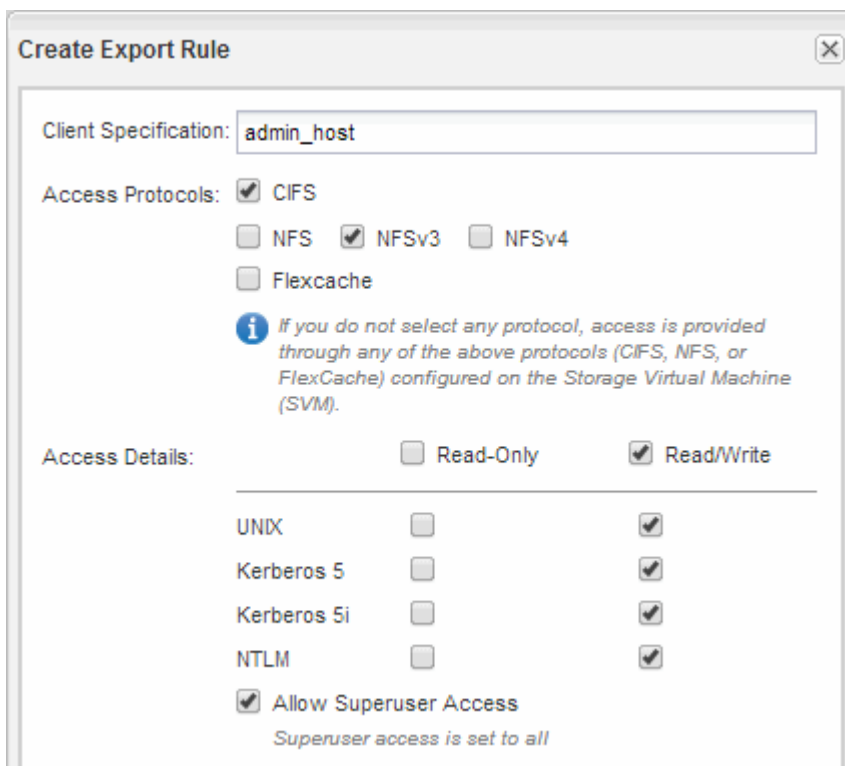 Create Export Rule
Client Specification: admin_host
Access Protocols: CIFS
NFS NFSv3 NFSv4
Flexcache
If you do not select any protocol, access is provided
through any of the above protocols (CIFS, NFS, or
FlexCache) configured on the Storage Virtual Machine
(SVM).
Access Details: Read-Only Read/Write
UNIX
Kerberos 5
Kerberos 5i
NTLM
Allow Superuser Access
Superuser access is set to all